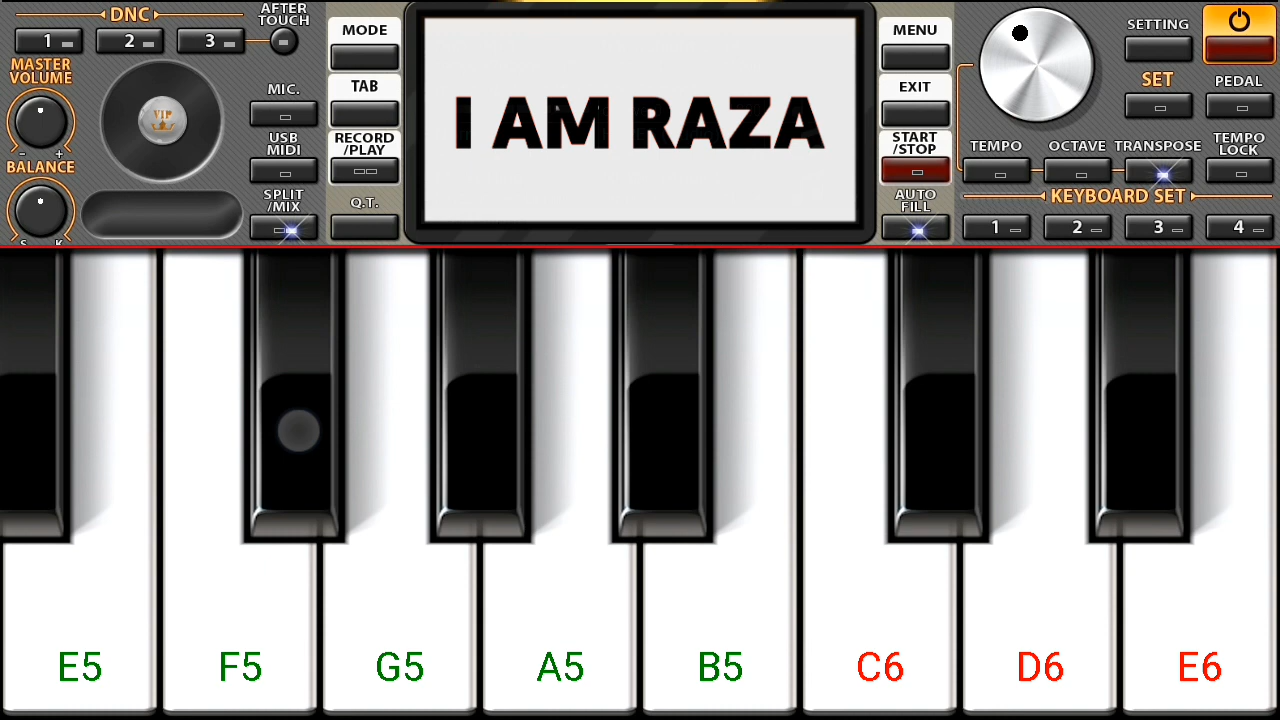 DNC
1 2 3
AFTER
TOUCH
MASTER
VOLUME
- +
BALANCE
S K
VIP
MIC.
USB
MIDI
SPLIT
/MIX
MODE
TAB
RECORD
/PLAY
Q.T.
I AM RAZA
MENU
EXIT
START
/STOP
AUTO
FILL
SETTING
SET
PEDAL
TEMPO
OCTAVE
TRANSPOSE
TEMPO
LOCK
KEYBOARD SET
1 2 3 4
E5 F5 G5 A5 B5 C6 D6 E6